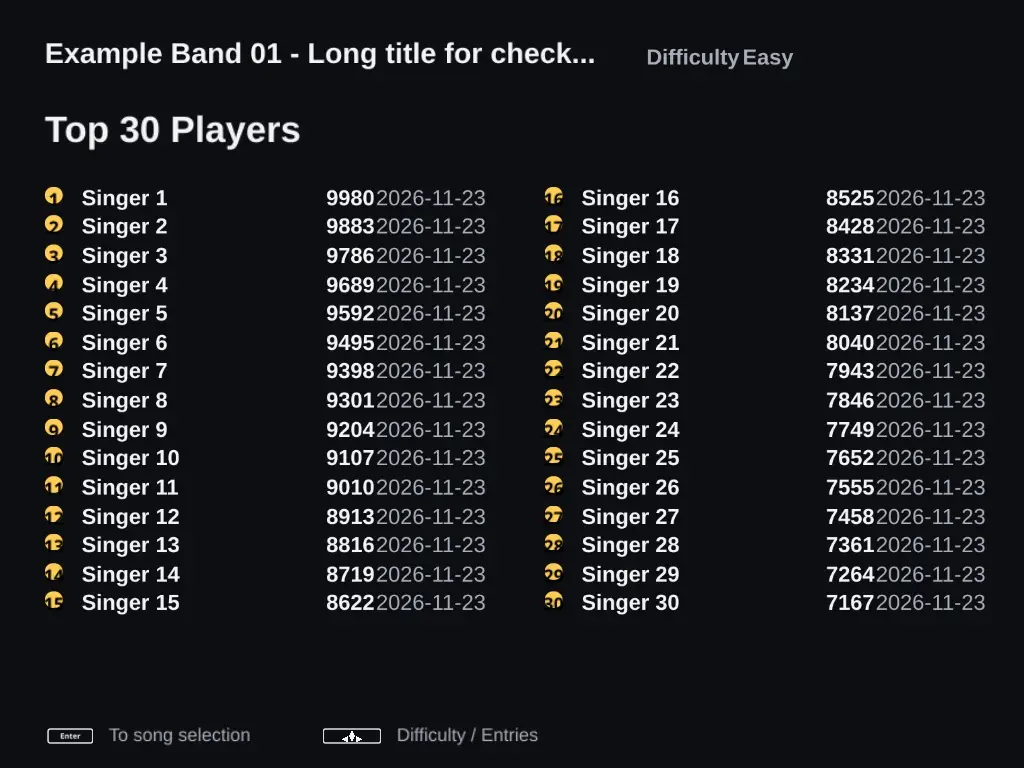 Example Band 01 - Long title for check... Difficulty Easy
Top 30 Players
1 Singer 1 9980 2026-11-23
2 Singer 2 9883 2026-11-23
3 Singer 3 9786 2026-11-23
4 Singer 4 9689 2026-11-23
5 Singer 5 9592 2026-11-23
6 Singer 6 9495 2026-11-23
7 Singer 7 9398 2026-11-23
8 Singer 8 9301 2026-11-23
9 Singer 9 9204 2026-11-23
10 Singer 10 9107 2026-11-23
11 Singer 11 9010 2026-11-23
12 Singer 12 8913 2026-11-23
13 Singer 13 8816 2026-11-23
14 Singer 14 8719 2026-11-23
15 Singer 15 8622 2026-11-23
16 Singer 16 8525 2026-11-23
17 Singer 17 8428 2026-11-23
18 Singer 18 8331 2026-11-23
19 Singer 19 8234 2026-11-23
20 Singer 20 8137 2026-11-23
21 Singer 21 8040 2026-11-23
22 Singer 22 7943 2026-11-23
23 Singer 23 7846 2026-11-23
24 Singer 24 7749 2026-11-23
25 Singer 25 7652 2026-11-23
26 Singer 26 7555 2026-11-23
27 Singer 27 7458 2026-11-23
28 Singer 28 7361 2026-11-23
29 Singer 29 7264 2026-11-23
30 Singer 30 7167 2026-11-23
Enter To song selection Difficulty / Entries